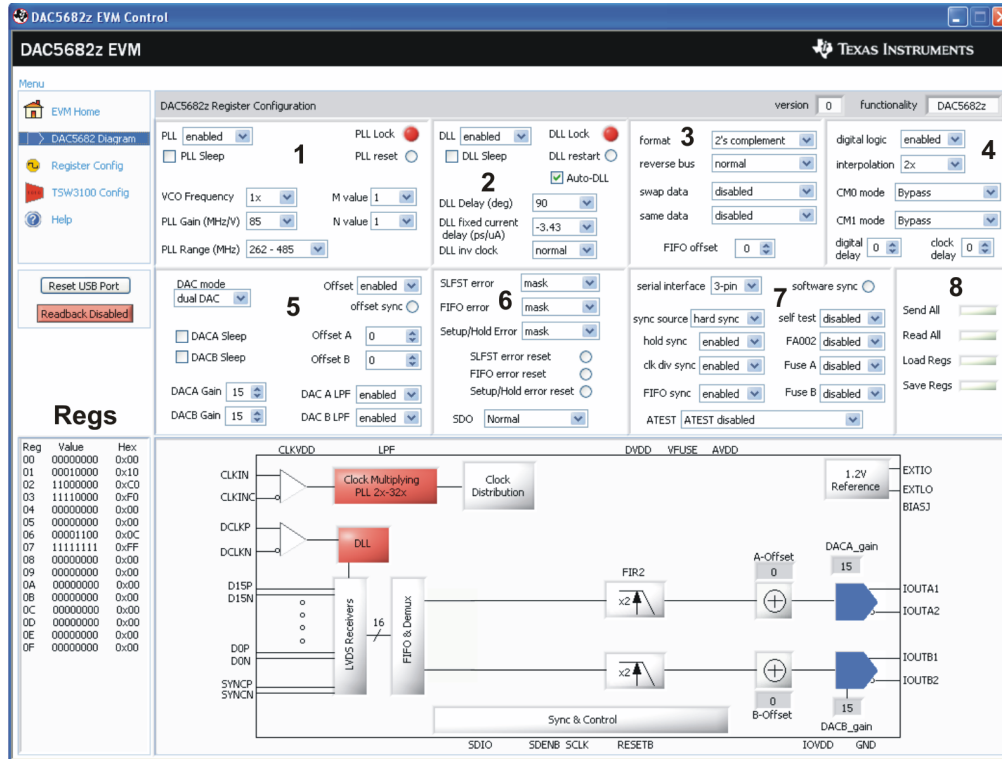 DAC5682z EVM Control
DAC5682z EVM
TEXAS INSTRUMENTS
Menu
EVM Home
DAC5682 Diagram
Register Config
TSW3100 Config
Help
Reset USB Port
Readback Disabled
DAC5682z Register Configuration
version 0 functionality DAC5682z
1
PLL enabled PLL Lock
PLL Sleep PLL reset
VCO Frequency 1x M value 1
PLL Gain (MHz/V) 85 N value 1
PLL Range (MHz) 262 - 485
2
DLL enabled DLL Lock
DLL Sleep DLL restart
Auto-DLL
DLL Delay (deg) 90
DLL fixed current
delay (ps/uA) -3.43
DLL inv clock normal
3
format 2's complement
reverse bus normal
swap data disabled
same data disabled
FIFO offset 0
4
digital logic enabled
interpolation 2x
CM0 mode Bypass
CM1 mode Bypass
digital delay 0 clock delay 0
5
DAC mode
dual DAC
Offset enabled
offset sync
DACA Sleep Offset A 0
DACB Sleep Offset B 0
DACA Gain 15 DAC A LPF enabled
DACB Gain 15 DAC B LPF enabled
6
SLFST error mask
FIFO error mask
Setup/Hold Error mask
SLFST error reset
FIFO error reset
Setup/Hold error reset
SDO Normal
7
serial interface 3-pin software sync
sync source hard sync self test disabled
hold sync enabled FA002 disabled
clk div sync enabled Fuse A disabled
FIFO sync enabled Fuse B disabled
ATEST ATEST disabled
8
Send All
Read All
Load Regs
Save Regs
Regs
Reg Value Hex
00 00000000 0x00
01 00010000 0x10
02 11000000 0xC0
03 11110000 0xF0
04 00000000 0x00
05 00000000 0x00
06 00001100 0x0C
07 11111111 0xFF
08 00000000 0x00
09 00000000 0x00
0A 00000000 0x00
0B 00000000 0x00
0C 00000000 0x00
0D 00000000 0x00
0E 00000000 0x00
0F 00000000 0x00
CLKVDD LPF DVDD VFUSE AVDD
CLKIN
CLKINC
Clock Multiplying
PLL 2x-32x
Clock
Distribution
1.2V
Reference
EXTIO
EXTLO
BIASJ
DCLKP
DCLKN
DLL
D15P
D15N
D0P
D0N
SYNCP
SYNCN
LVDS Receivers
16
FIFO & Demux
FIR2
x2
x2
A-Offset
0
0
B-Offset
DACA_gain
15
15
DACB_gain
IOUTA1
IOUTA2
IOUTB1
IOUTB2
Sync & Control
SDIO SDENB SCLK RESETB IOVDD GND